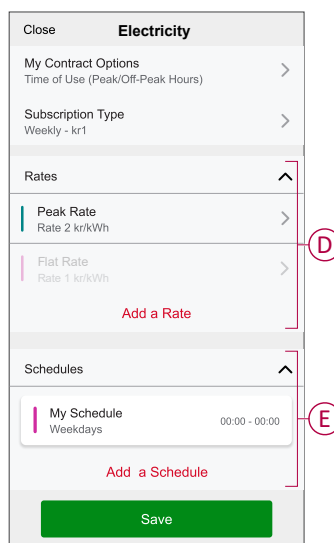 Close Electricity
My Contract Options
Time of Use (Peak/Off-Peak Hours)
Subscription Type
Weekly - kr1
Rates
Peak Rate
Rate 2 kr/kWh
D
Flat Rate
Rate 1 kr/kWh
Add a Rate
Schedules
My Schedule
Weekdays
00:00 - 00:00
E
Add a Schedule
Save